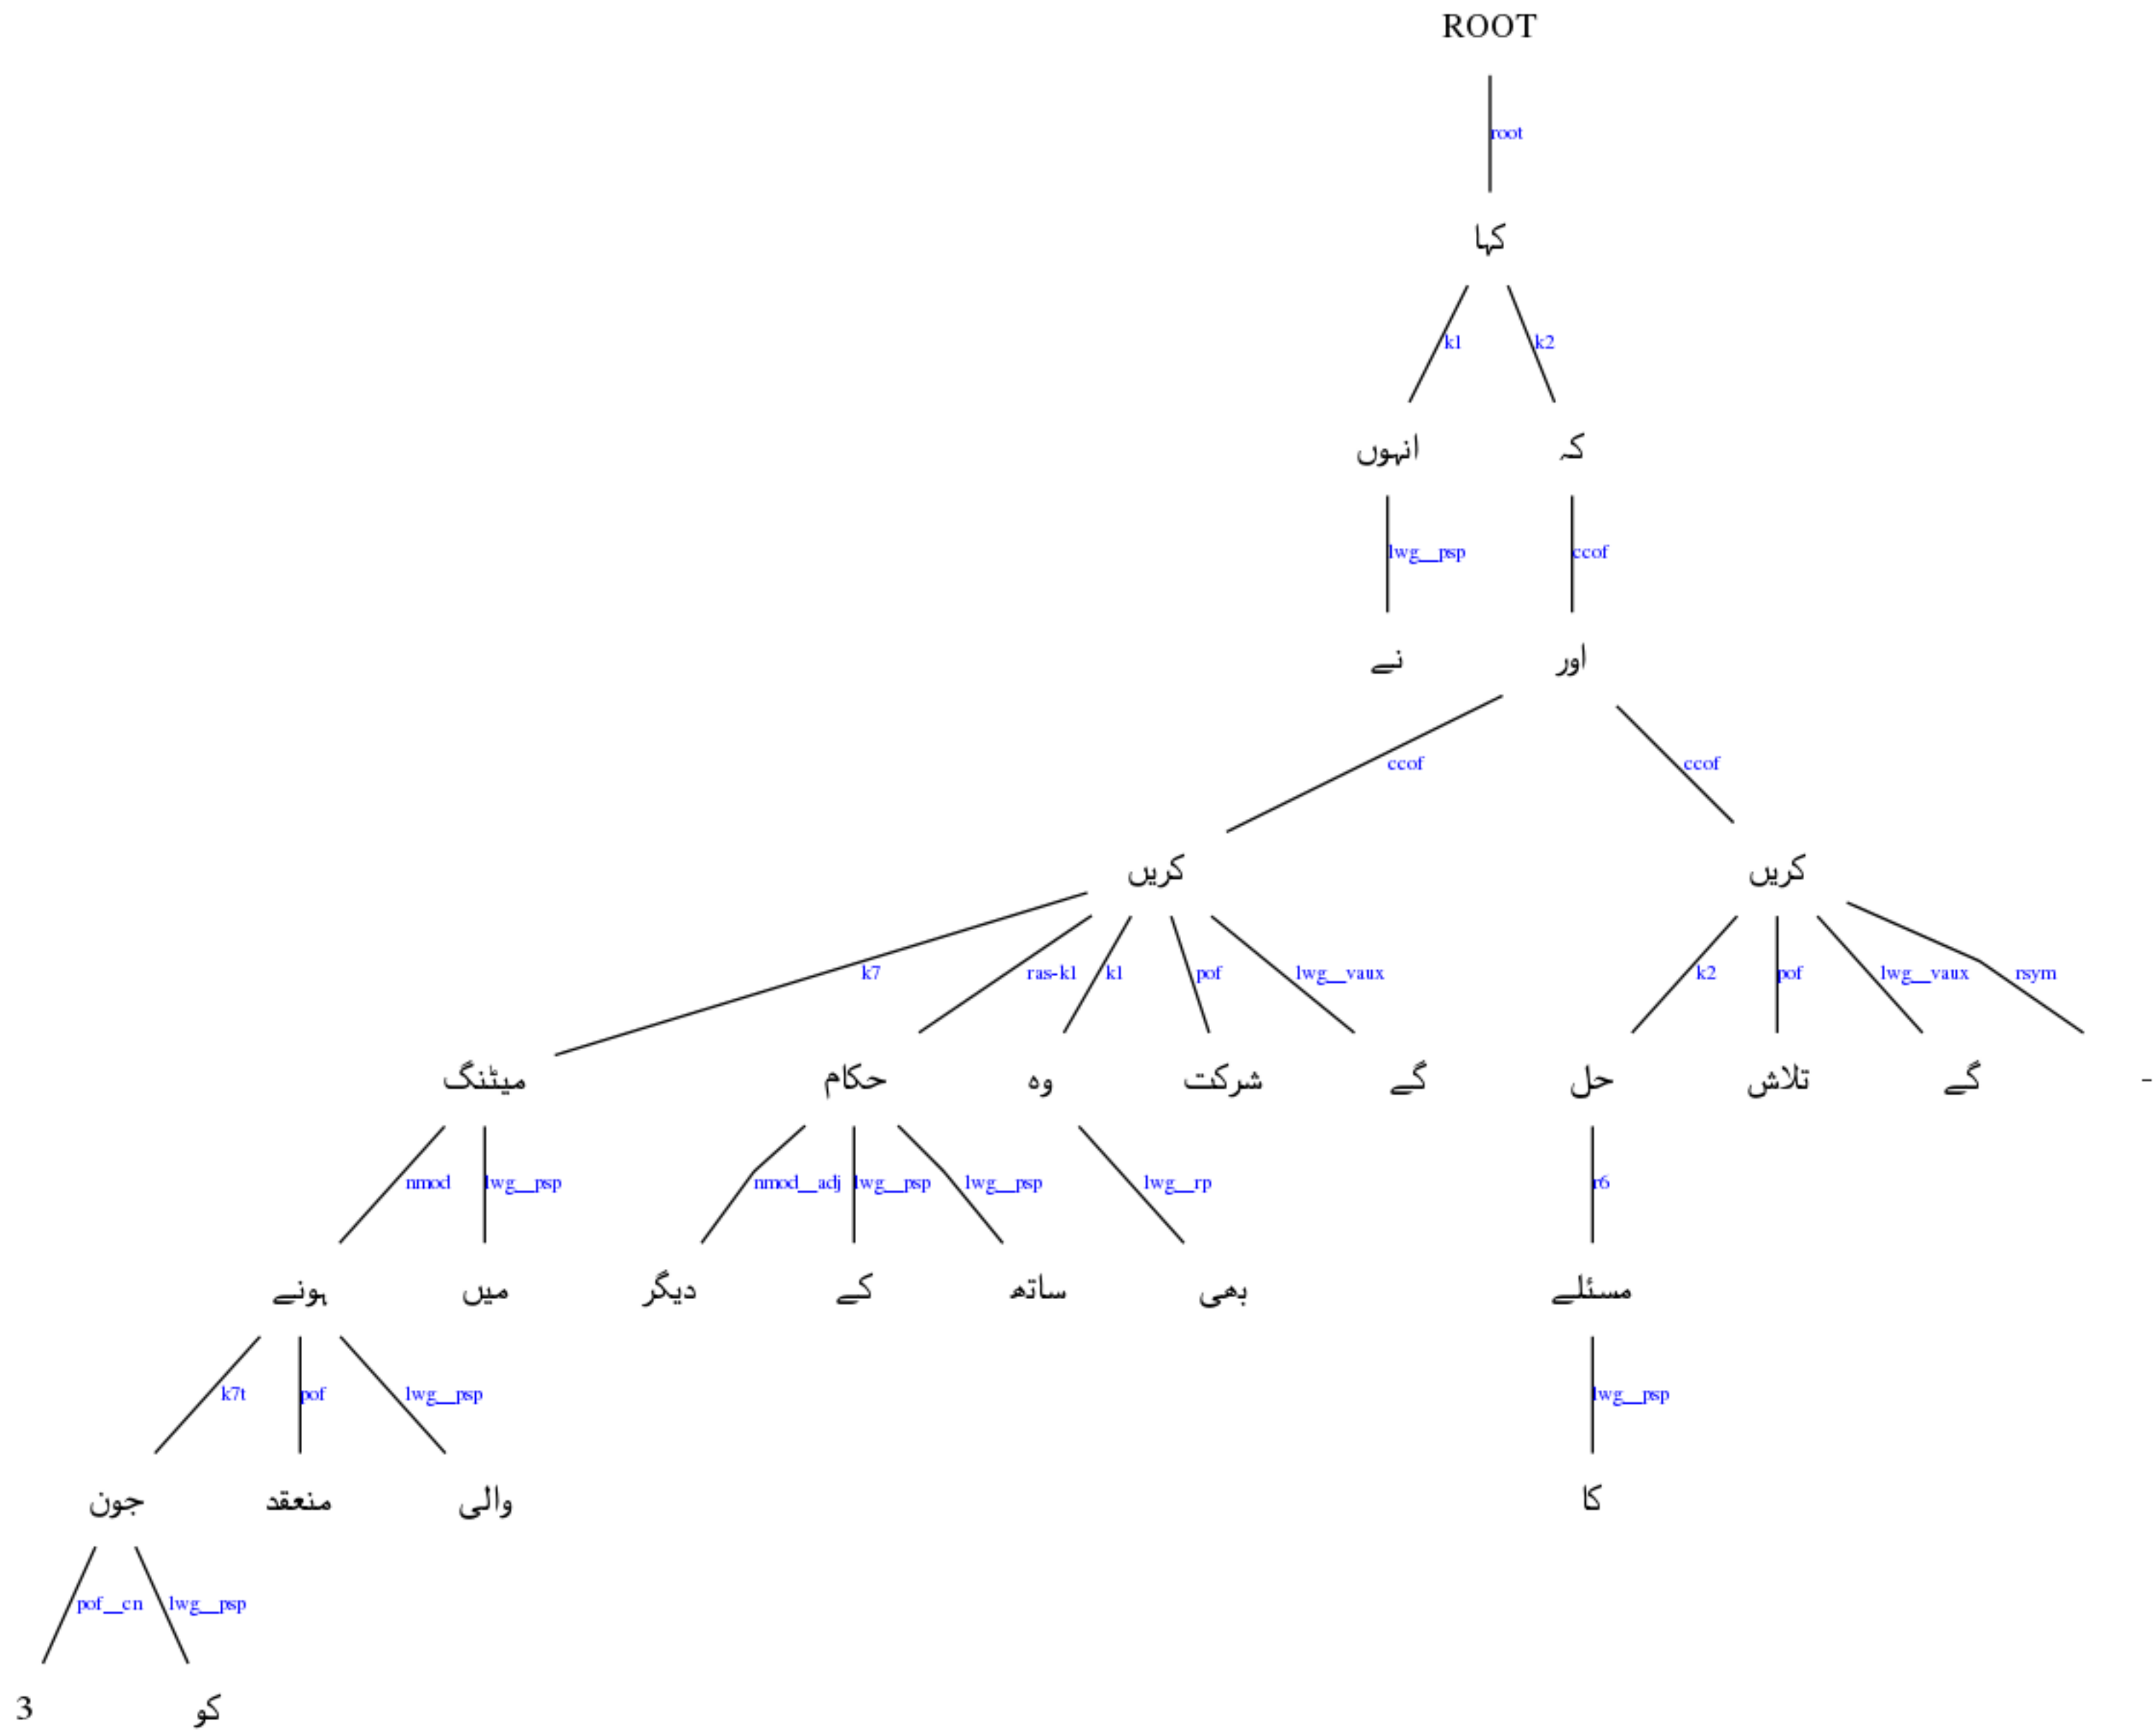 ROOT
root
کہا
k1 k2
انہوں کہ
lwg__psp ccof
نے اور
ccof ccof
کریں کریں
k7 ras-k1 k1 pof lwg__vaux k2 pof lwg__vaux rsym
میٹنگ حکام وہ شرکت گے حل تلاش گے -
nmod lwg__psp nmod__adj lwg__psp lwg__psp lwg__rp r6
ہونے میں دیگر کے ساتھ بھی مسئلے
k7t pof lwg__psp lwg__psp
جون منعقد والی کا
pof__cn lwg__psp
3 کو